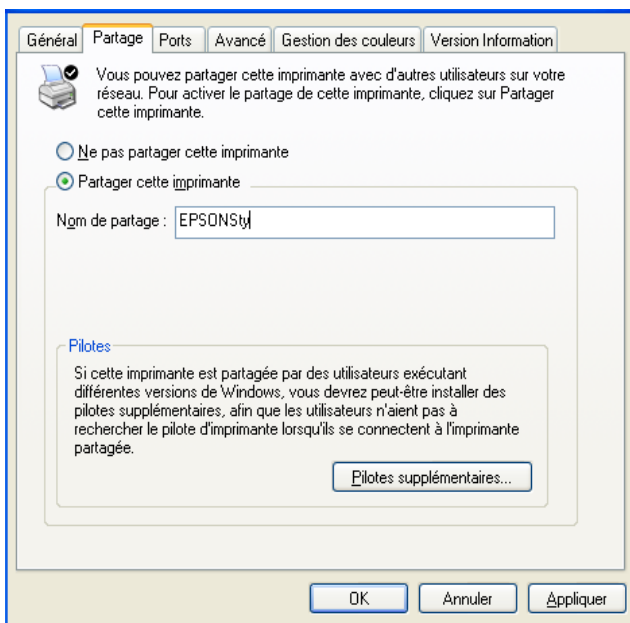 Général Partage Ports Avancé Gestion des couleurs Version Information
Vous pouvez partager cette imprimante avec d'autres utilisateurs sur votre
réseau. Pour activer le partage de cette imprimante, cliquez sur Partager
cette imprimante.
Ne pas partager cette imprimante
Partager cette imprimante
Nom de partage : EPSONSty
Pilotes
Si cette imprimante est partagée par des utilisateurs exécutant
différentes versions de Windows, vous devrez peut-être installer des
pilotes supplémentaires, afin que les utilisateurs n'aient pas à
rechercher le pilote d'imprimante lorsqu'ils se connectent à l'imprimante
partagée.
Pilotes supplémentaires...
OK Annuler Appliquer